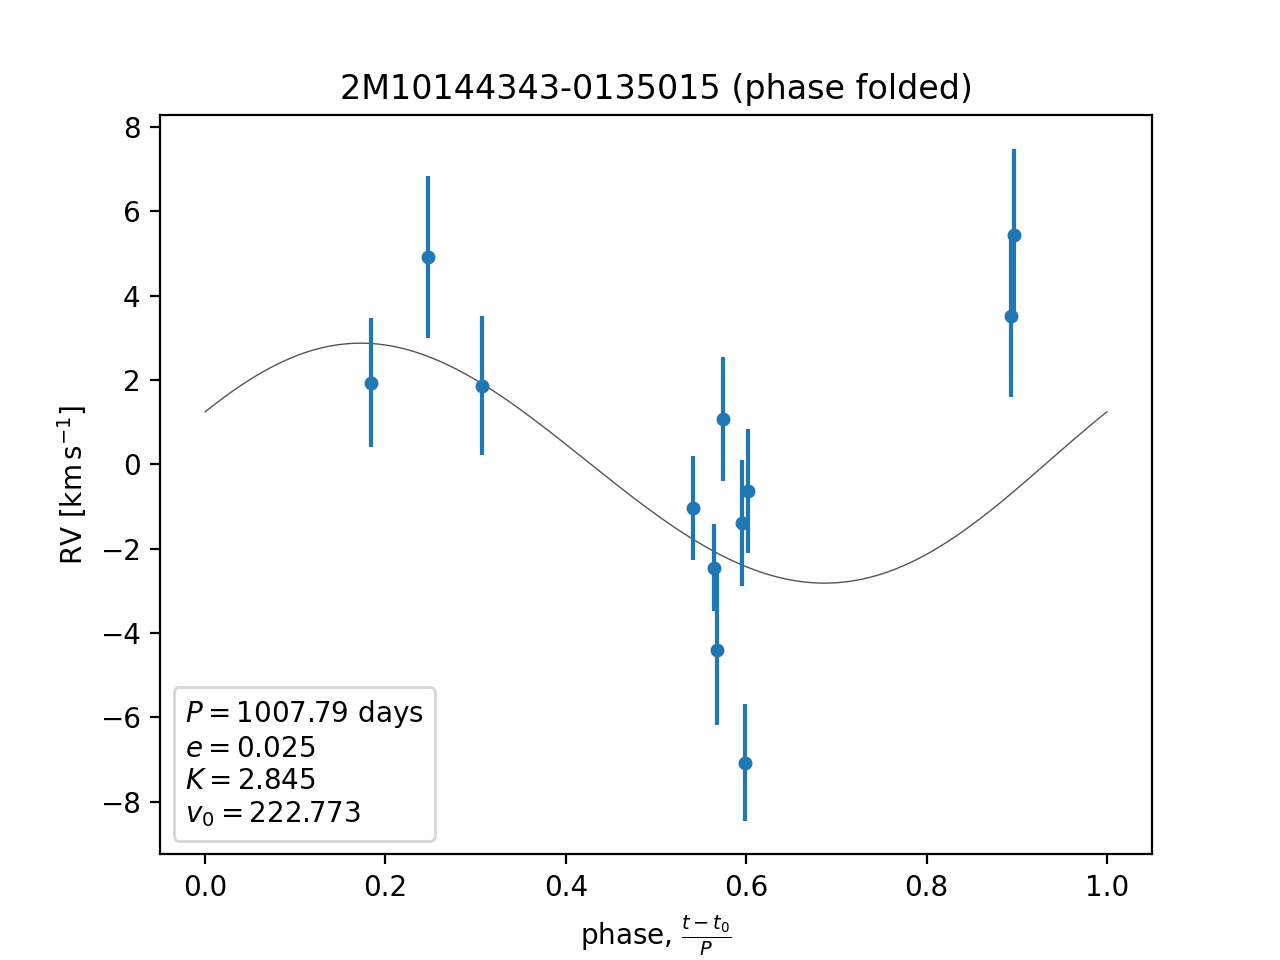 2M10144343-0135015 (phase folded)
8
6
4
2
0
−2
−4
−6
−8
RV [km s⁻¹]
P = 1007.79 days
e = 0.025
K = 2.845
v₀ = 222.773
0.0 0.2 0.4 0.6 0.8 1.0
phase, (t − t₀)/P